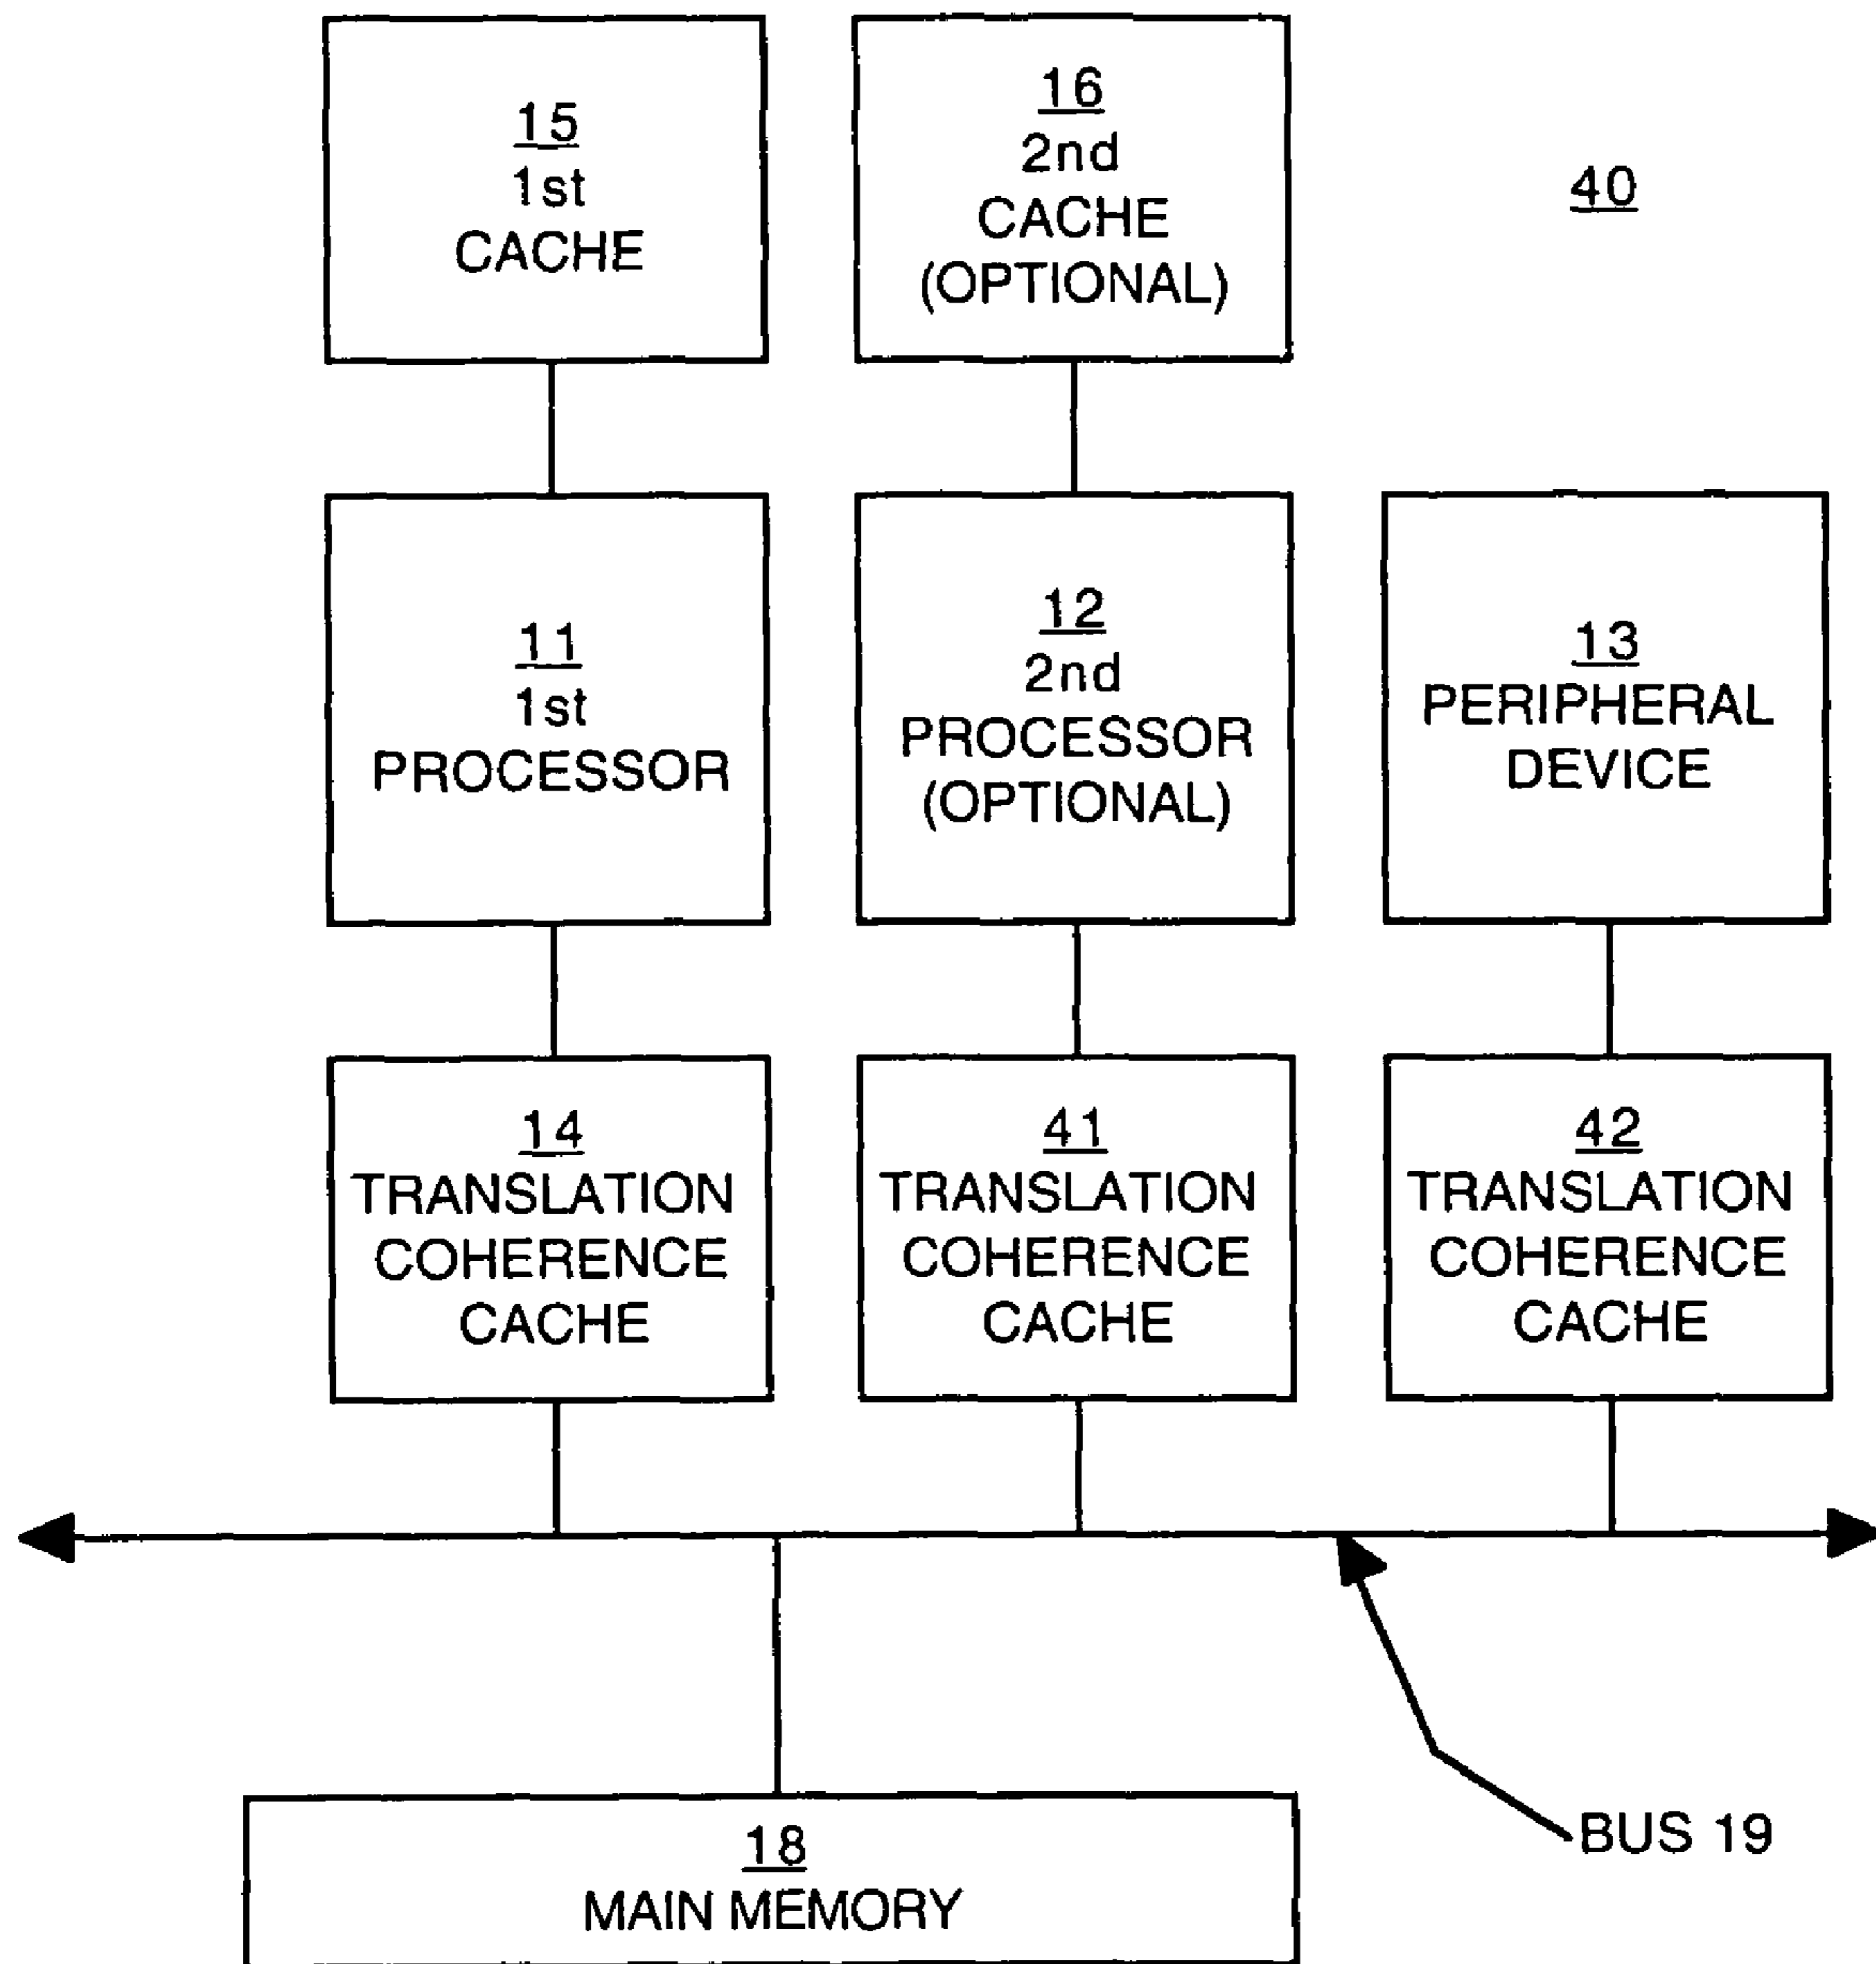 15
1st
CACHE
16
2nd
CACHE
(OPTIONAL)
40
11
1st
PROCESSOR
12
2nd
PROCESSOR
(OPTIONAL)
13
PERIPHERAL
DEVICE
14
TRANSLATION
COHERENCE
CACHE
41
TRANSLATION
COHERENCE
CACHE
42
TRANSLATION
COHERENCE
CACHE
BUS 19
18
MAIN MEMORY